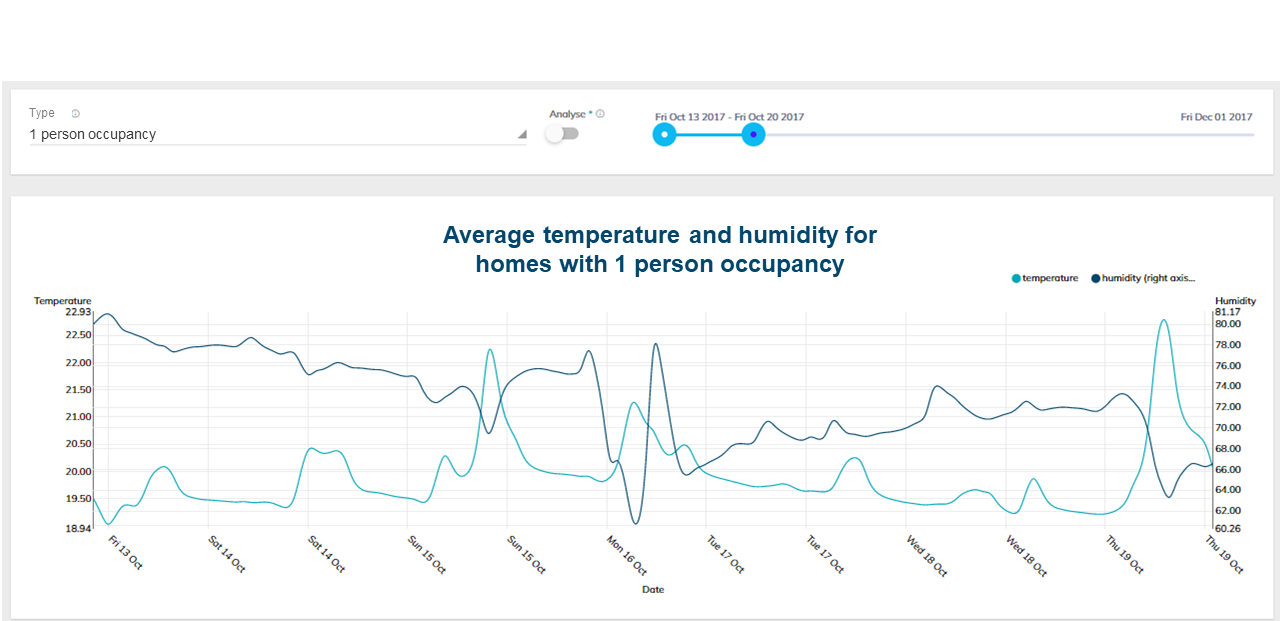 Type
1 person occupancy
Analyse *
Fri Oct 13 2017 - Fri Oct 20 2017
Fri Dec 01 2017
Average temperature and humidity for
homes with 1 person occupancy
temperature
humidity (right axis...
Temperature
22.93
22.50
22.00
21.50
21.00
20.50
20.00
19.50
18.94
Humidity
81.17
80.00
78.00
76.00
74.00
72.00
70.00
68.00
66.00
64.00
62.00
60.26
Fri 13 Oct
Sat 14 Oct
Sat 14 Oct
Sun 15 Oct
Sun 15 Oct
Mon 16 Oct
Tue 17 Oct
Tue 17 Oct
Wed 18 Oct
Wed 18 Oct
Thu 19 Oct
Thu 19 Oct
Date